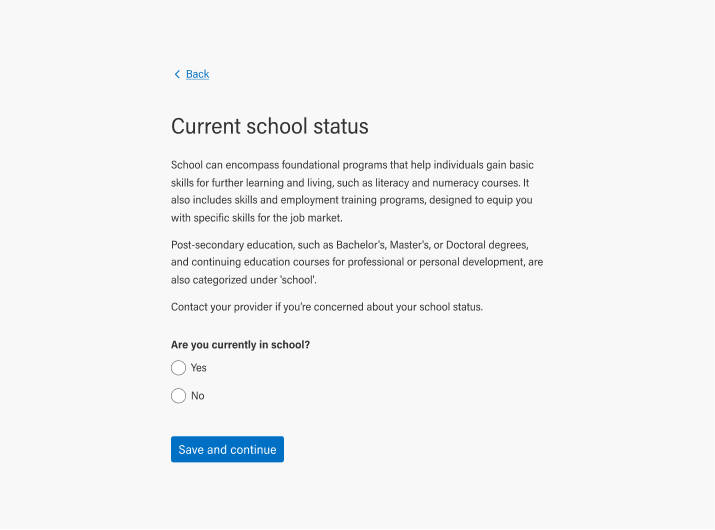 Back
Current school status
School can encompass foundational programs that help individuals gain basic
skills for further learning and living, such as literacy and numeracy courses. It
also includes skills and employment training programs, designed to equip you
with specific skills for the job market.
Post-secondary education, such as Bachelor's, Master's, or Doctoral degrees,
and continuing education courses for professional or personal development, are
also categorized under 'school'.
Contact your provider if you're concerned about your school status.
Are you currently in school?
Yes
No
Save and continue